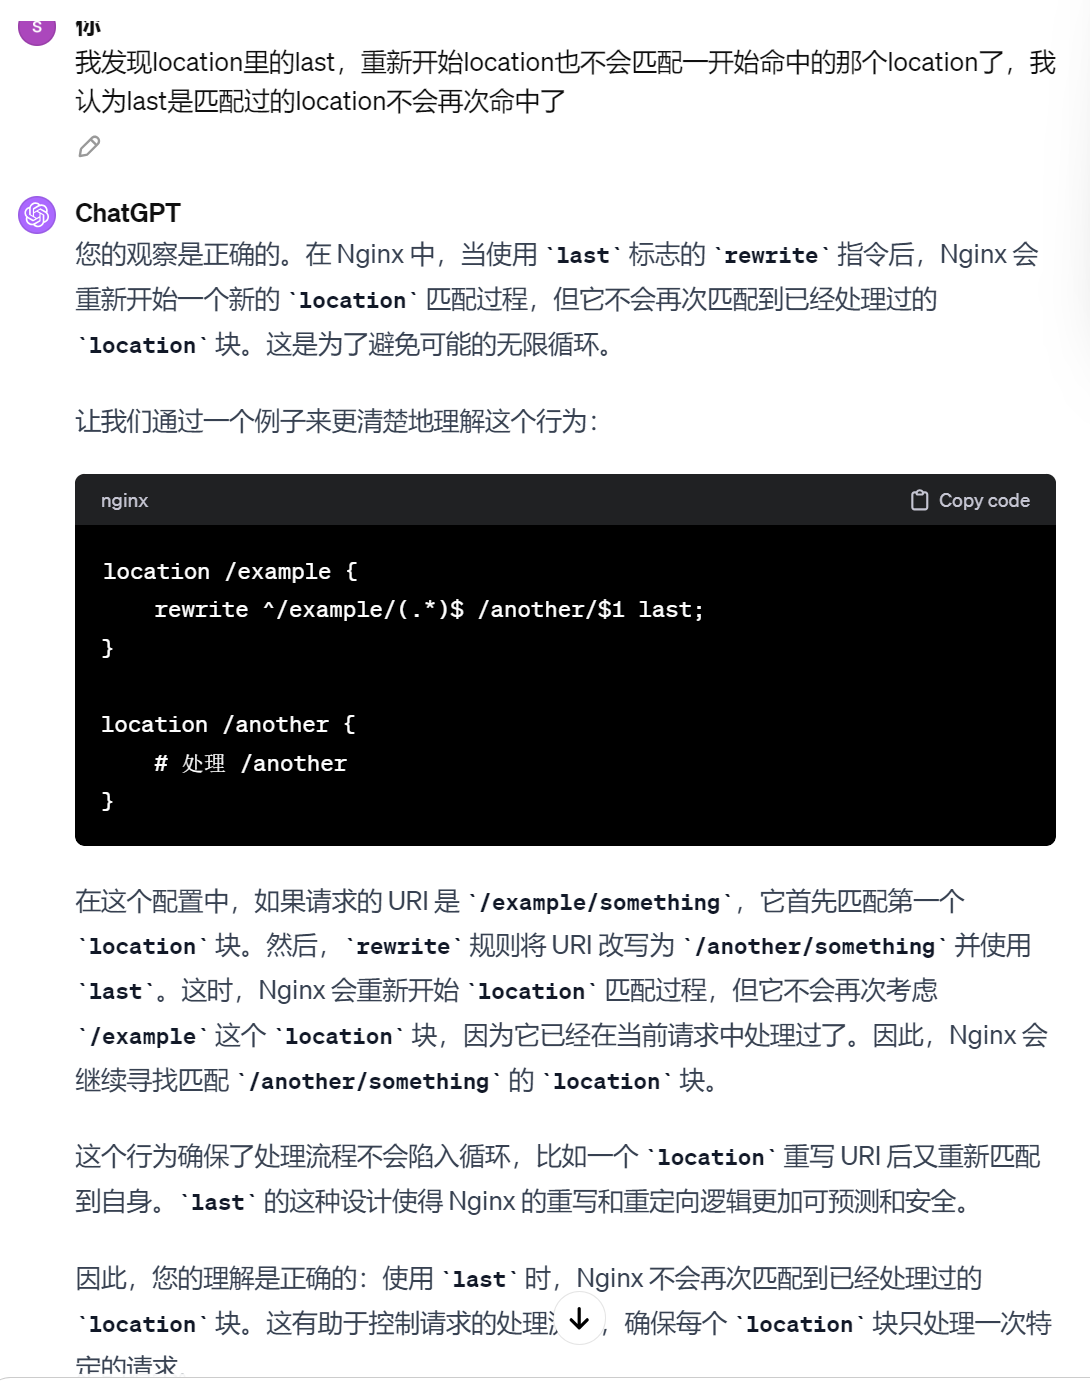 S
你
我发现location里的last，重新开始location也不会匹配一开始命中的那个location了，我
认为last是匹配过的location不会再次命中了
ChatGPT
您的观察是正确的。在 Nginx 中，当使用 `last` 标志的 `rewrite` 指令后，Nginx 会
重新开始一个新的 `location` 匹配过程，但它不会再次匹配到已经处理过的
`location` 块。这是为了避免可能的无限循环。
让我们通过一个例子来更清楚地理解这个行为：
nginx Copy code
location /example {
    rewrite ^/example/(.*)$ /another/$1 last;
}
location /another {
    # 处理 /another
}
在这个配置中，如果请求的 URI 是 `/example/something`，它首先匹配第一个
`location` 块。然后，`rewrite` 规则将 URI 改写为 `/another/something` 并使用
`last`。这时，Nginx 会重新开始 `location` 匹配过程，但它不会再次考虑
`/example` 这个 `location` 块，因为它已经在当前请求中处理过了。因此，Nginx 会
继续寻找匹配 `/another/something` 的 `location` 块。
这个行为确保了处理流程不会陷入循环，比如一个 `location` 重写 URI 后又重新匹配
到自身。`last` 的这种设计使得 Nginx 的重写和重定向逻辑更加可预测和安全。
因此，您的理解是正确的：使用 `last` 时，Nginx 不会再次匹配到已经处理过的
`location` 块。这有助于控制请求的处理，确保每个 `location` 块只处理一次特
定的请求。